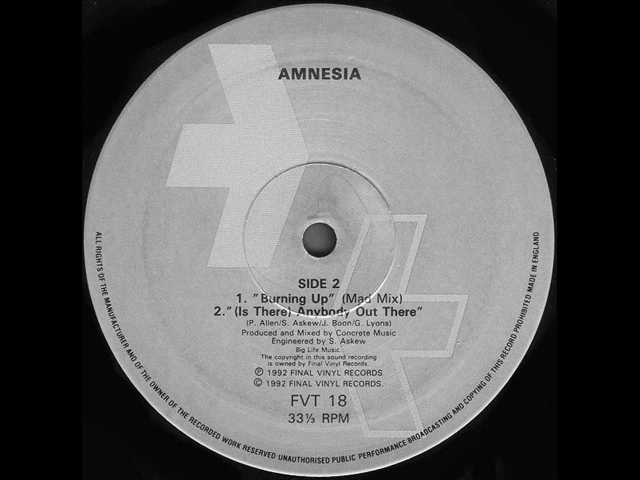 AMNESIA
SIDE 2
1. "Burning Up" (Mad Mix)
2."(Is There) Anybody Out There"
(P. Allen/S. Askew/J. Boon/G. Lyons)
Produced and Mixed by Concrete Music
Engineered by S. Askew
Big Life Music.
The copyright in this sound recording
is owned by Final Vinyl Records.
Ⓟ 1992 FINAL VINYL RECORDS
© 1992 FINAL VINYL RECORDS.
FVT 18
33⅓ RPM
ALL RIGHTS OF THE MANUFACTURER AND OF THE OWNER OF THE RECORDED WORK RESERVED UNAUTHORISED PUBLIC PERFORMANCE BROADCASTING AND COPYING OF THIS RECORD PROHIBITED MADE IN ENGLAND